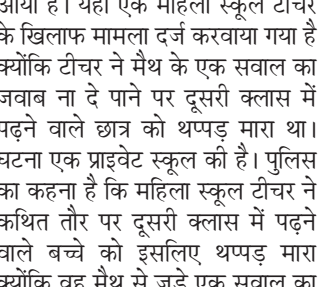 आया है। यहां एक महिला स्कूल टीचर
के खिलाफ मामला दर्ज करवाया गया है
क्योंकि टीचर ने मैथ के एक सवाल का
जवाब ना दे पाने पर दूसरी क्लास में
पढ़ने वाले छात्र को थप्पड़ मारा था।
घटना एक प्राइवेट स्कूल की है। पुलिस
का कहना है कि महिला स्कूल टीचर ने
कथित तौर पर दूसरी क्लास में पढ़ने
वाले बच्चे को इसलिए थप्पड़ मारा
क्योंकि वह मैथ से जुड़े एक सवाल का